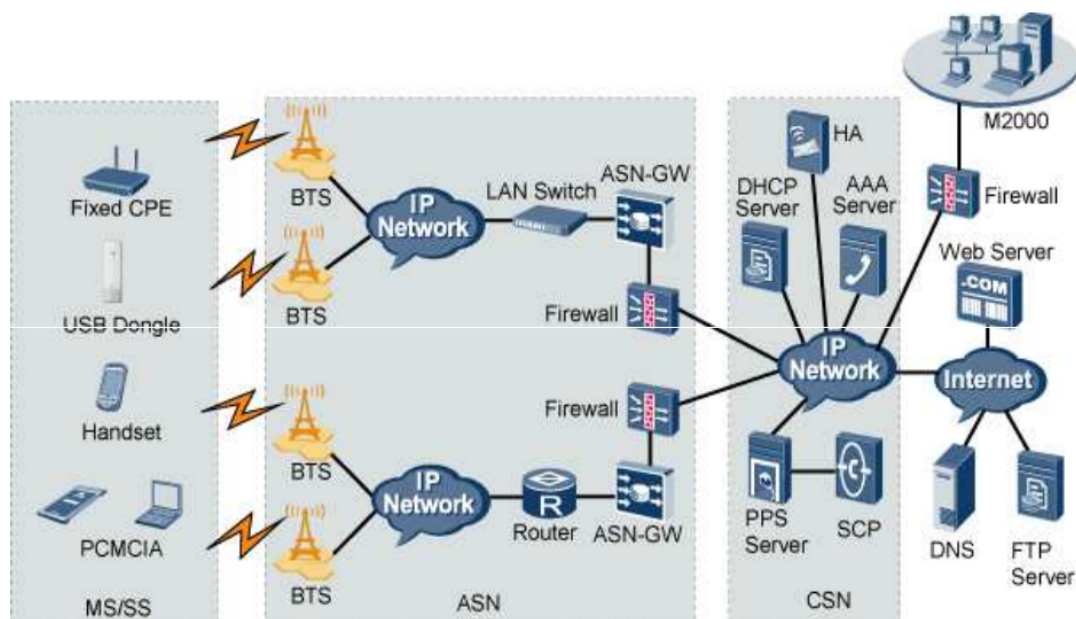 M2000
Firewall
HA
DHCP
Server
AAA
Server
Web Server
.COM
Fixed CPE
USB Dongle
Handset
PCMCIA
MS/SS
BTS
BTS
IP
Network
LAN Switch
ASN-GW
Firewall
BTS
BTS
IP
Network
R
Router
ASN-GW
Firewall
ASN
IP
Network
PPS
Server
C
SCP
CSN
Internet
DNS
FTP
Server